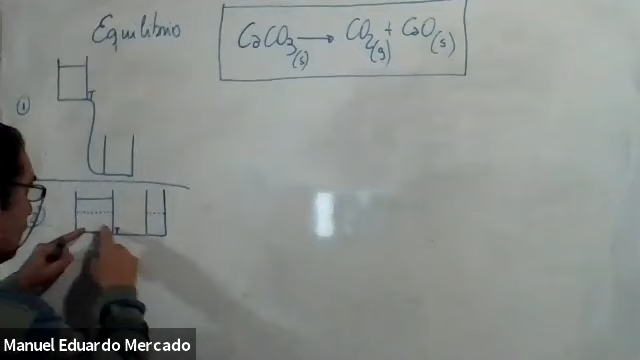 Equilibrio
CaCO3(s) → CO2(g) + CaO(s)
1
Manuel Eduardo Mercado